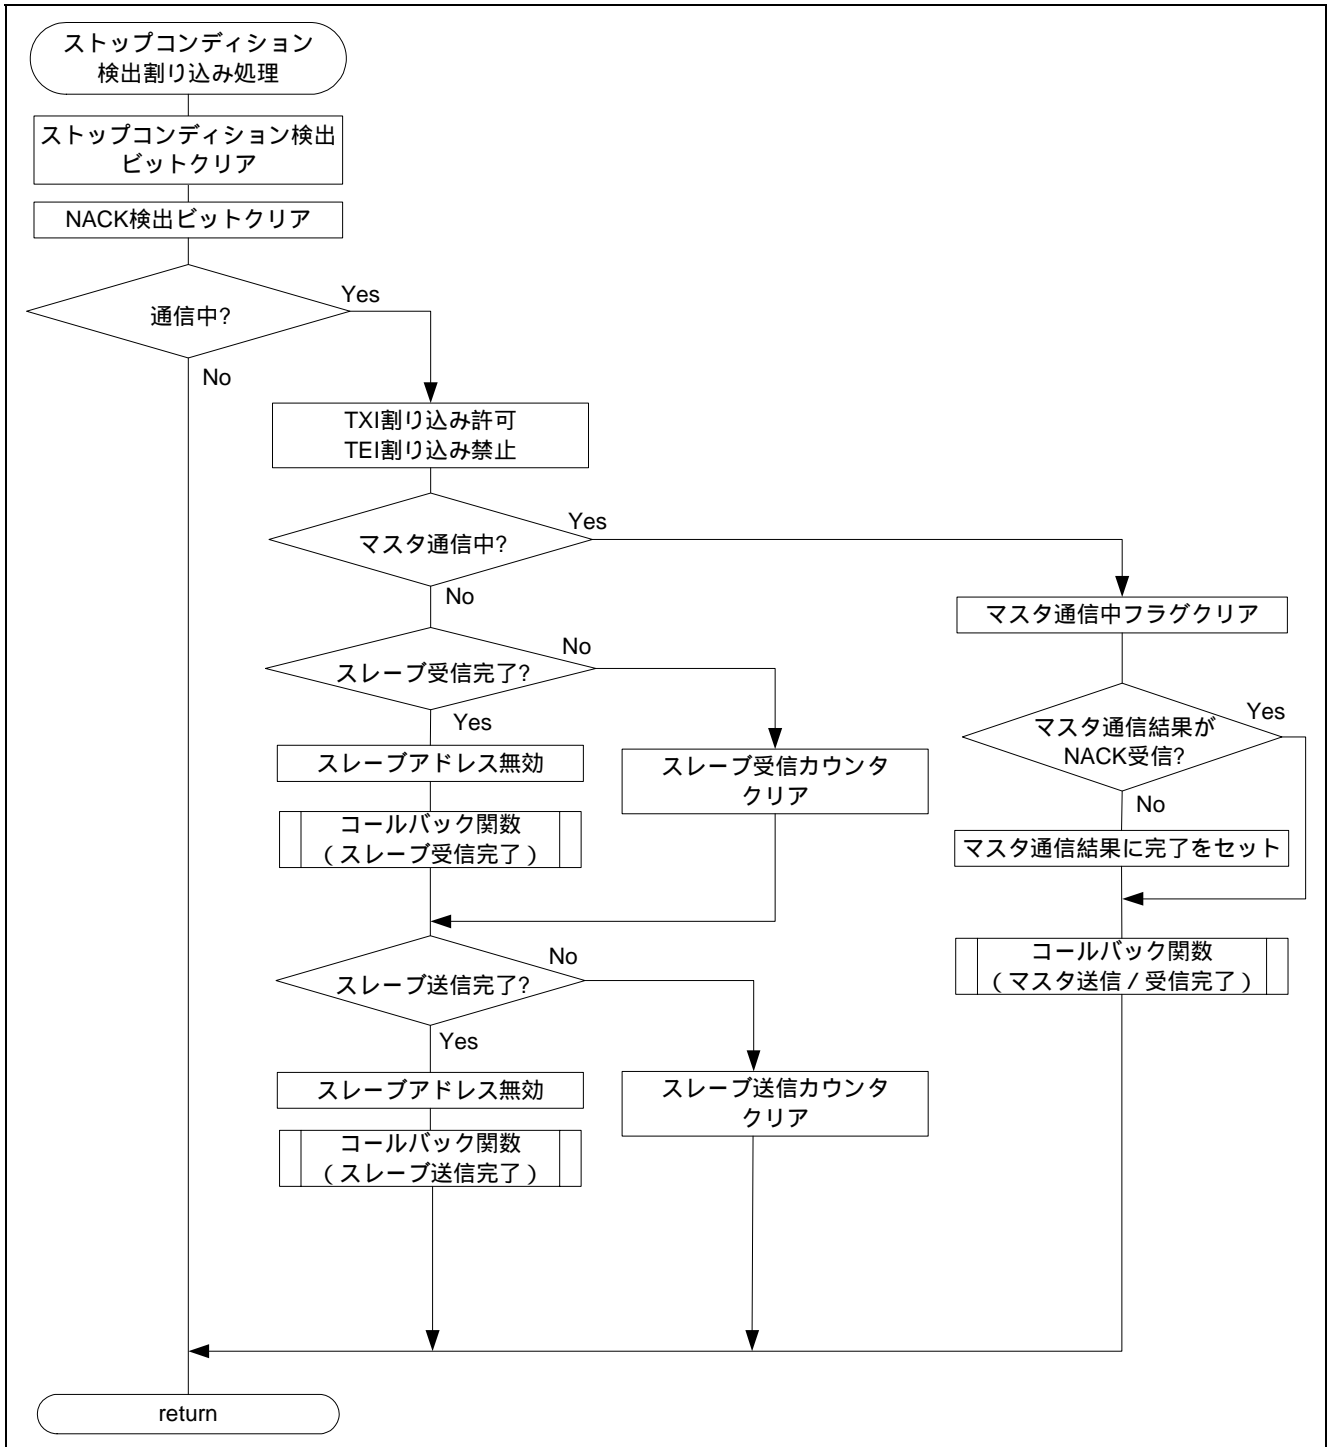 ストップコンディション
検出割り込み処理
ストップコンディション検出
ビットクリア
NACK検出ビットクリア
通信中?
Yes
No
TXI割り込み許可
TEI割り込み禁止
マスタ通信中?
Yes
No
マスタ通信中フラグクリア
スレーブ受信完了?
No
Yes
マスタ通信結果が
NACK受信?
Yes
No
スレーブアドレス無効
スレーブ受信カウンタ
クリア
コールバック関数
(スレーブ受信完了)
マスタ通信結果に完了をセット
コールバック関数
(マスタ送信/受信完了)
スレーブ送信完了?
No
Yes
スレーブアドレス無効
スレーブ送信カウンタ
クリア
コールバック関数
(スレーブ送信完了)
return